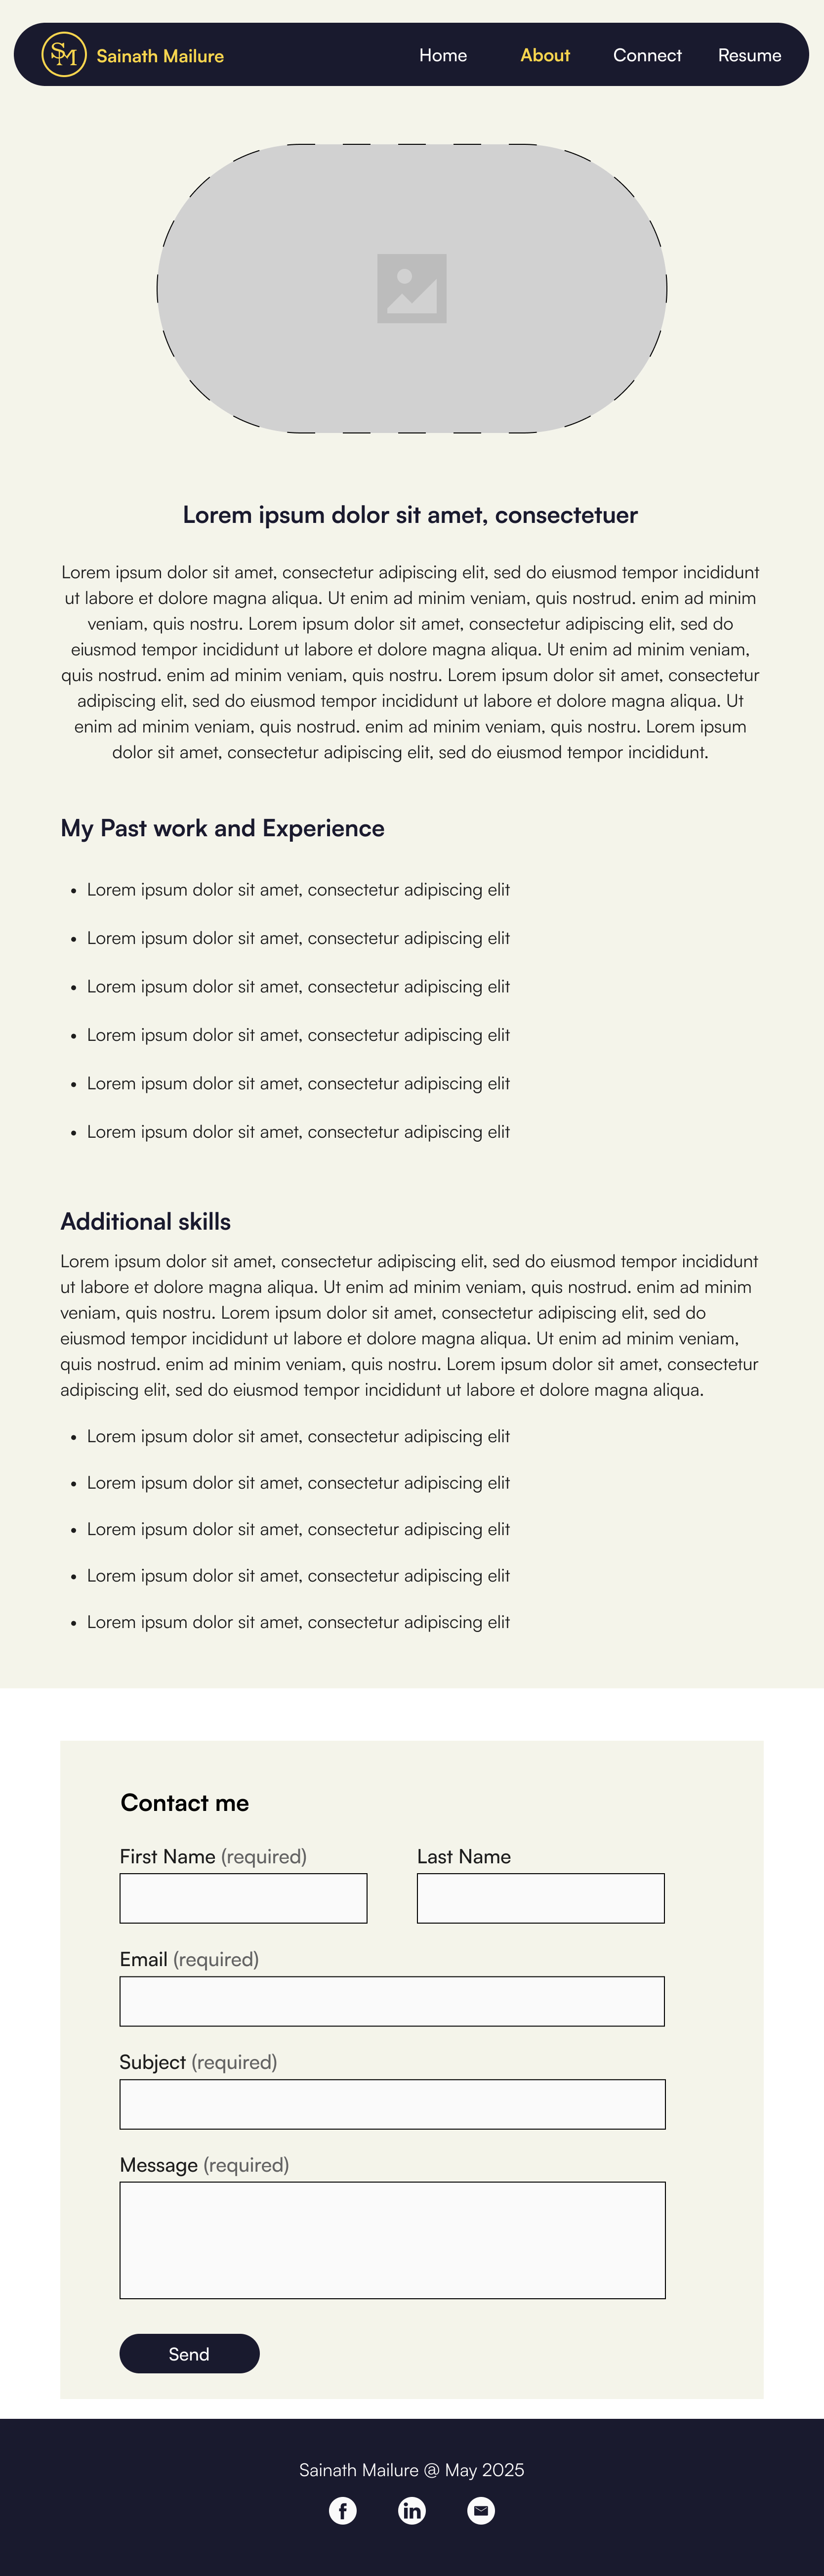 SM Sainath Mailure Home About Connect Resume
Lorem ipsum dolor sit amet, consectetuer
Lorem ipsum dolor sit amet, consectetur adipiscing elit, sed do eiusmod tempor incididunt
ut labore et dolore magna aliqua. Ut enim ad minim veniam, quis nostrud. enim ad minim
veniam, quis nostru. Lorem ipsum dolor sit amet, consectetur adipiscing elit, sed do
eiusmod tempor incididunt ut labore et dolore magna aliqua. Ut enim ad minim veniam,
quis nostrud. enim ad minim veniam, quis nostru. Lorem ipsum dolor sit amet, consectetur
adipiscing elit, sed do eiusmod tempor incididunt ut labore et dolore magna aliqua. Ut
enim ad minim veniam, quis nostrud. enim ad minim veniam, quis nostru. Lorem ipsum
dolor sit amet, consectetur adipiscing elit, sed do eiusmod tempor incididunt.
My Past work and Experience
• Lorem ipsum dolor sit amet, consectetur adipiscing elit
• Lorem ipsum dolor sit amet, consectetur adipiscing elit
• Lorem ipsum dolor sit amet, consectetur adipiscing elit
• Lorem ipsum dolor sit amet, consectetur adipiscing elit
• Lorem ipsum dolor sit amet, consectetur adipiscing elit
• Lorem ipsum dolor sit amet, consectetur adipiscing elit
Additional skills
Lorem ipsum dolor sit amet, consectetur adipiscing elit, sed do eiusmod tempor incididunt
ut labore et dolore magna aliqua. Ut enim ad minim veniam, quis nostrud. enim ad minim
veniam, quis nostru. Lorem ipsum dolor sit amet, consectetur adipiscing elit, sed do
eiusmod tempor incididunt ut labore et dolore magna aliqua. Ut enim ad minim veniam,
quis nostrud. enim ad minim veniam, quis nostru. Lorem ipsum dolor sit amet, consectetur
adipiscing elit, sed do eiusmod tempor incididunt ut labore et dolore magna aliqua.
• Lorem ipsum dolor sit amet, consectetur adipiscing elit
• Lorem ipsum dolor sit amet, consectetur adipiscing elit
• Lorem ipsum dolor sit amet, consectetur adipiscing elit
• Lorem ipsum dolor sit amet, consectetur adipiscing elit
• Lorem ipsum dolor sit amet, consectetur adipiscing elit
Contact me
First Name (required) Last Name
Email (required)
Subject (required)
Message (required)
Send
Sainath Mailure @ May 2025
f in